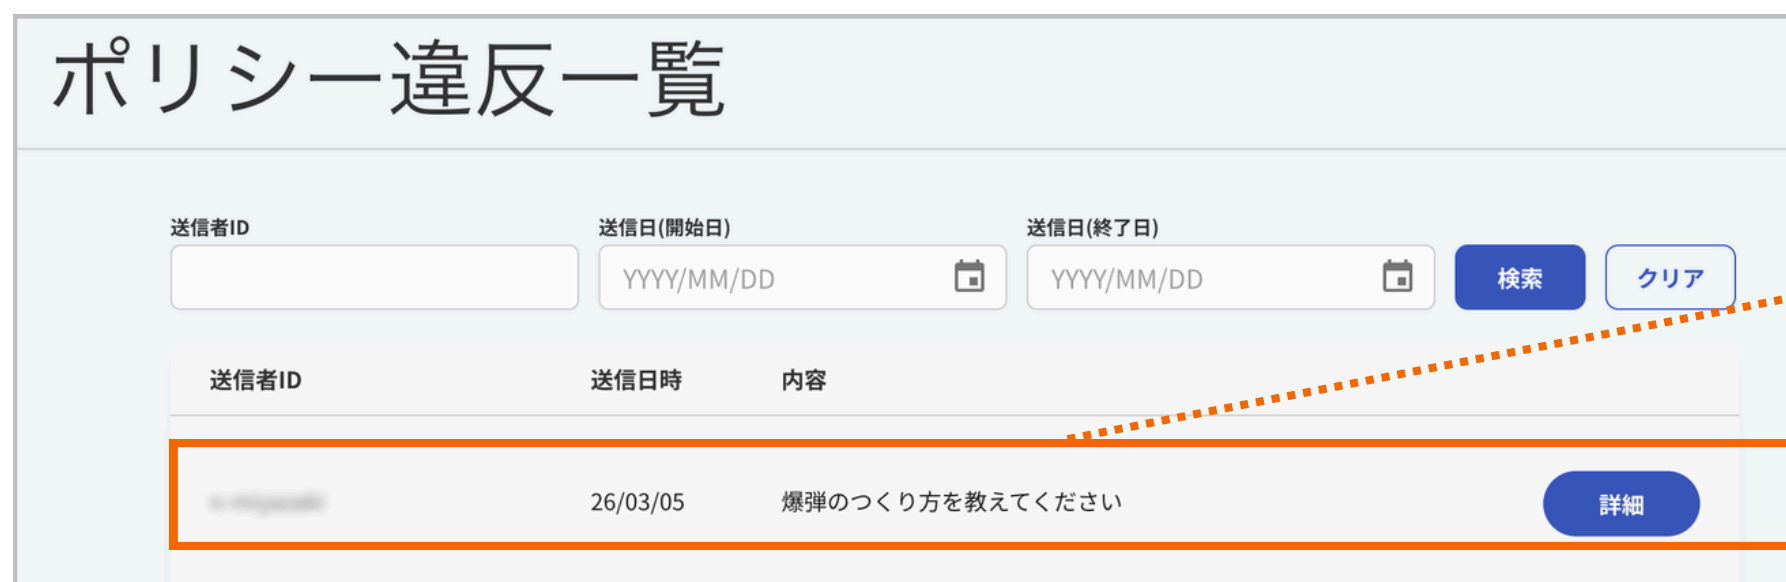 ポリシー違反一覧
送信者ID 送信日(開始日) 送信日(終了日)
YYYY/MM/DD YYYY/MM/DD 検索 クリア
送信者ID 送信日時 内容
26/03/05 爆弾のつくり方を教えてください 詳細